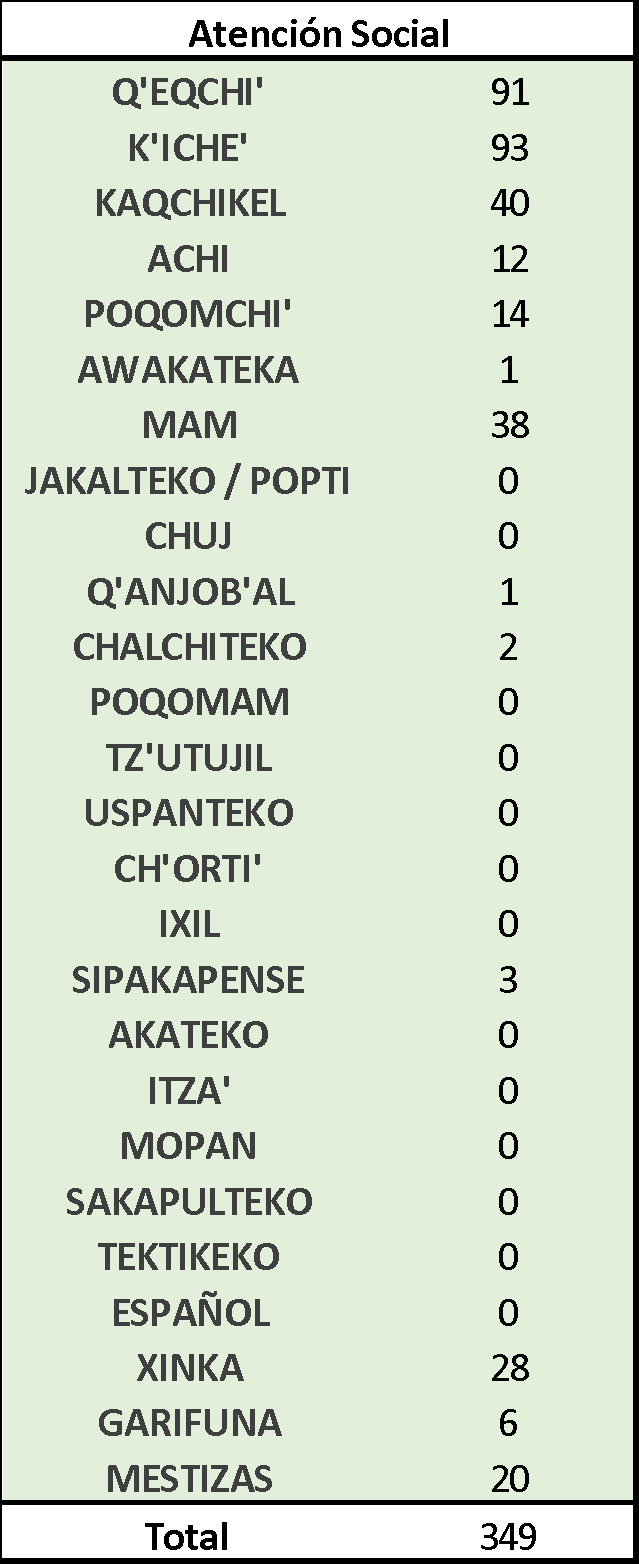 Atención Social
Q'EQCHI' 91
K'ICHE' 93
KAQCHIKEL 40
ACHI 12
POQOMCHI' 14
AWAKATEKA 1
MAM 38
JAKALTEKO / POPTI 0
CHUJ 0
Q'ANJOB'AL 1
CHALCHITEKO 2
POQOMAM 0
TZ'UTUJIL 0
USPANTEKO 0
CH'ORTI' 0
IXIL 0
SIPAKAPENSE 3
AKATEKO 0
ITZA' 0
MOPAN 0
SAKAPULTEKO 0
TEKTIKEKO 0
ESPAÑOL 0
XINKA 28
GARIFUNA 6
MESTIZAS 20
Total 349